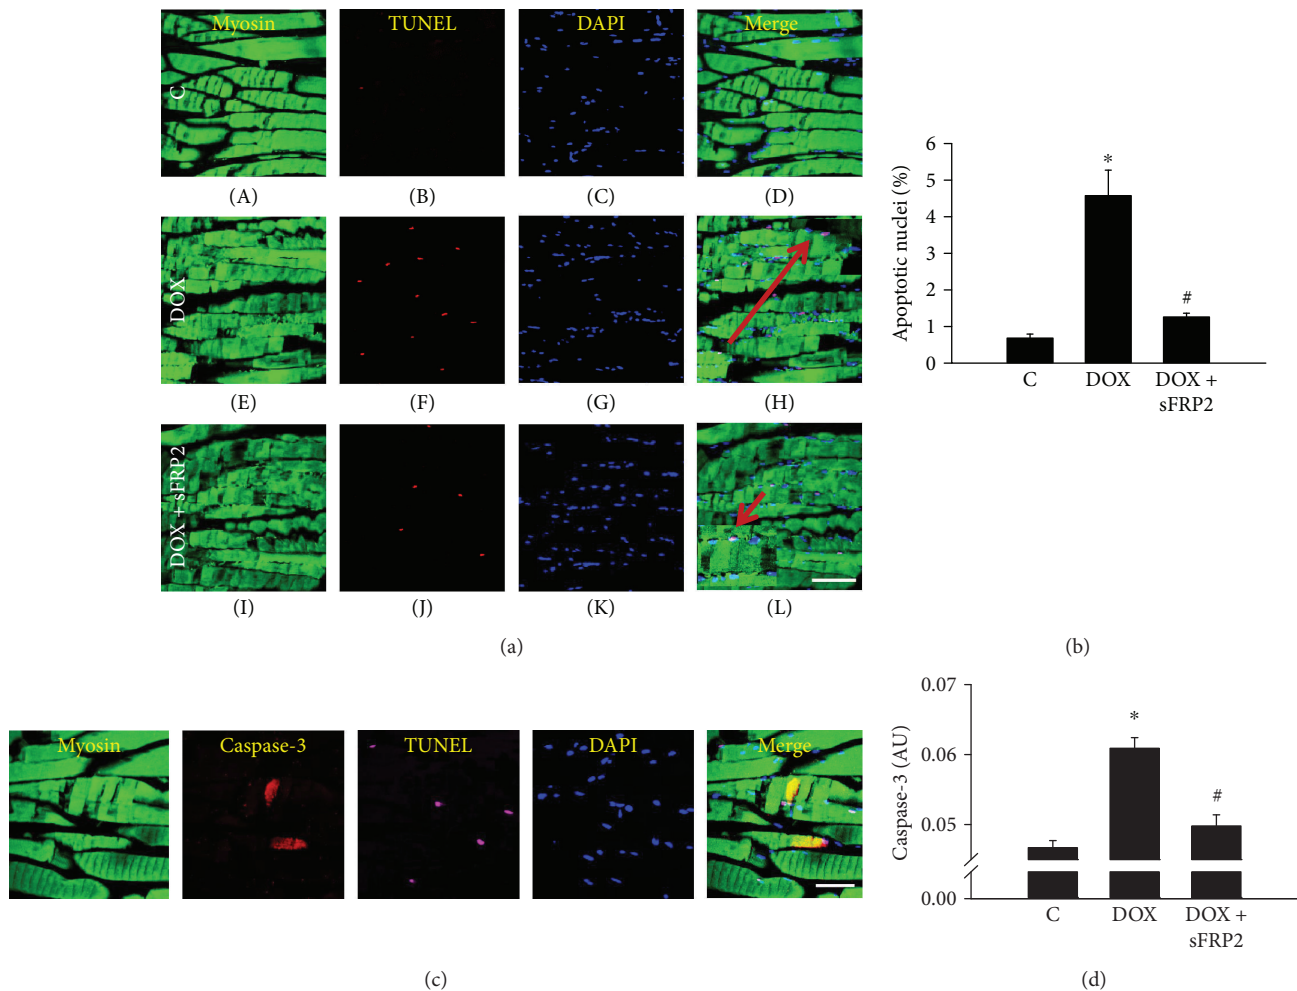 Myosin TUNEL DAPI Merge
C
(A) (B) (C) (D)
DOX
(E) (F) (G) (H)
DOX + sFRP2
(I) (J) (K) (L)
(a)
Apoptotic nuclei (%)
6
5
4
3
2
1
0
*
#
C DOX DOX +
sFRP2
(b)
Myosin Caspase-3 TUNEL DAPI Merge
(c)
Caspase-3 (AU)
0.07
0.06
0.05
0.00
*
#
C DOX DOX +
sFRP2
(d)